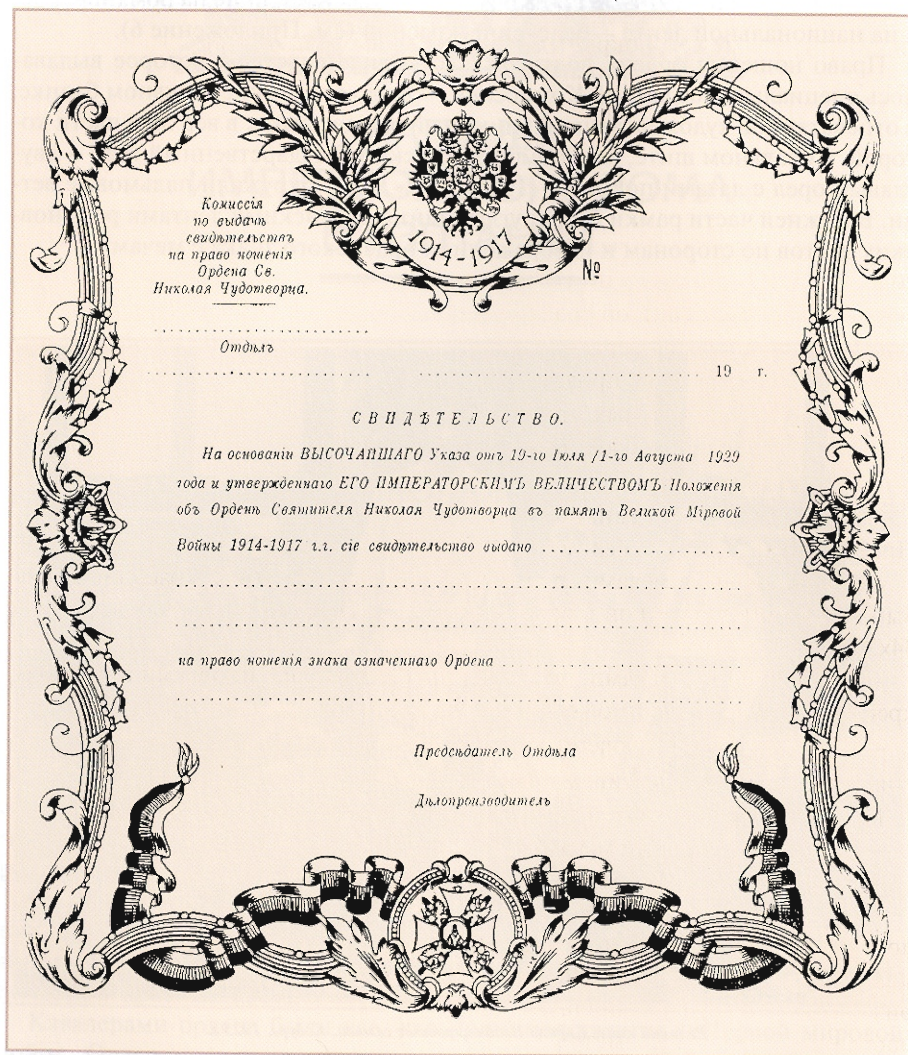 1914-1917
Комиссія
по выдачѣ
свидѣтельствъ
на право ношенія
Ордена Св.
Николая Чудотворца.
№
Отдѣлъ
19 г.
СВИДѢТЕЛЬСТВО.
На основаніи ВЫСОЧАЙШАГО Указа отъ 19-го Іюля /1-го Августа 1929
года и утвержденнаго ЕГО ИМПЕРАТОРСКИМЪ ВЕЛИЧЕСТВОМЪ Положенія
объ Орденѣ Святителя Николая Чудотворца въ память Великой Міровой
Войны 1914-1917 г.г. сіе свидѣтельство выдано
на право ношенія знака означеннаго Ордена
Предсѣдатель Отдѣла
Дѣлопроизводитель